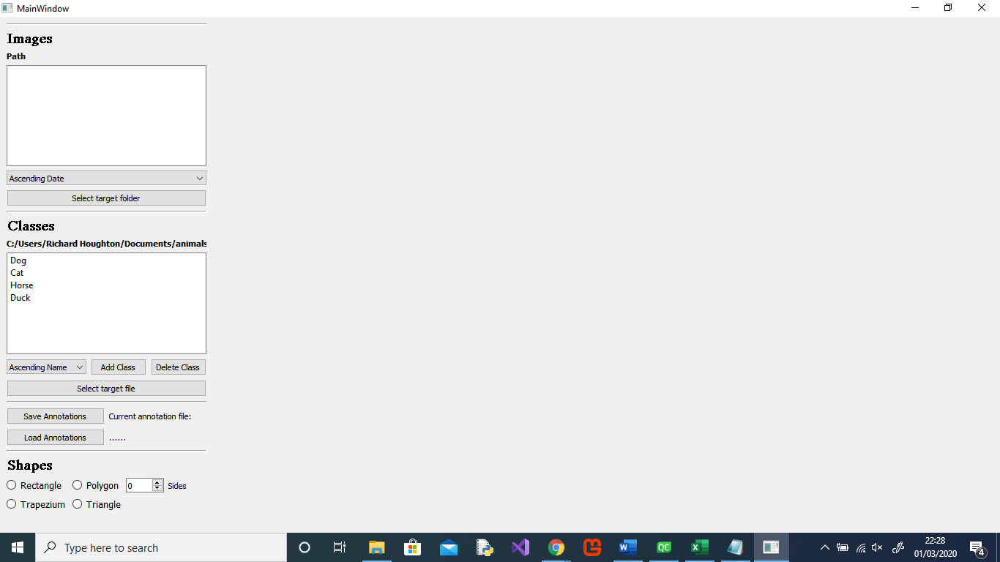 MainWindow
Images
Path
Ascending Date
Select target folder
Classes
C:/Users/Richard Houghton/Documents/animals
Dog
Cat
Horse
Duck
Ascending Name
Add Class
Delete Class
Select target file
Save Annotations
Current annotation file:
Load Annotations
......
Shapes
Rectangle
Polygon
0
Sides
Trapezium
Triangle
Type here to search
W
QC
X
22:28
01/03/2020
4